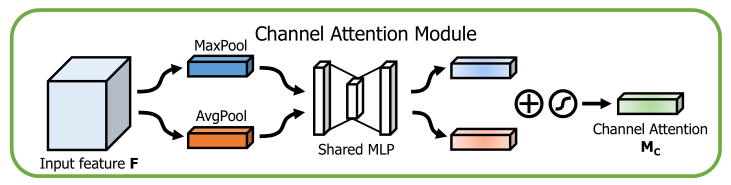 Channel Attention Module
MaxPool
AvgPool
Input feature F
Shared MLP
Channel Attention
Mc